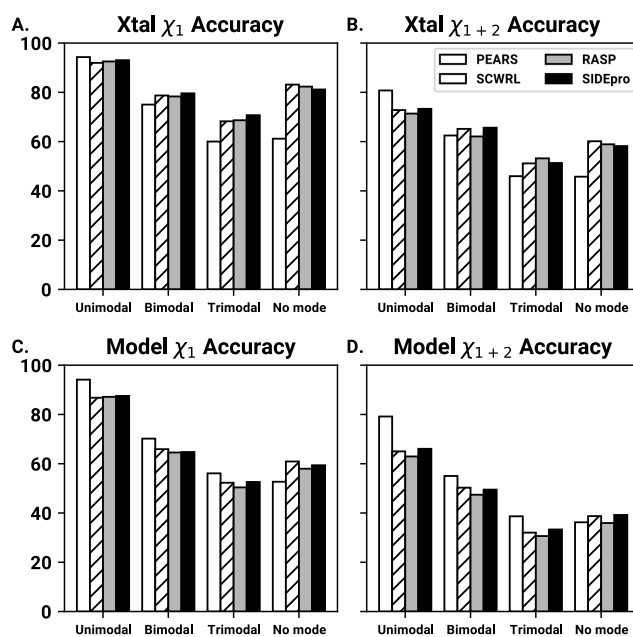 A. Xtal χ1 Accuracy
100
80
60
40
20
0
Unimodal Bimodal Trimodal No mode
B. Xtal χ1 + 2 Accuracy
PEARS RASP
SCWRL SIDEpro
Unimodal Bimodal Trimodal No mode
C. Model χ1 Accuracy
100
80
60
40
20
0
Unimodal Bimodal Trimodal No mode
D. Model χ1 + 2 Accuracy
Unimodal Bimodal Trimodal No mode